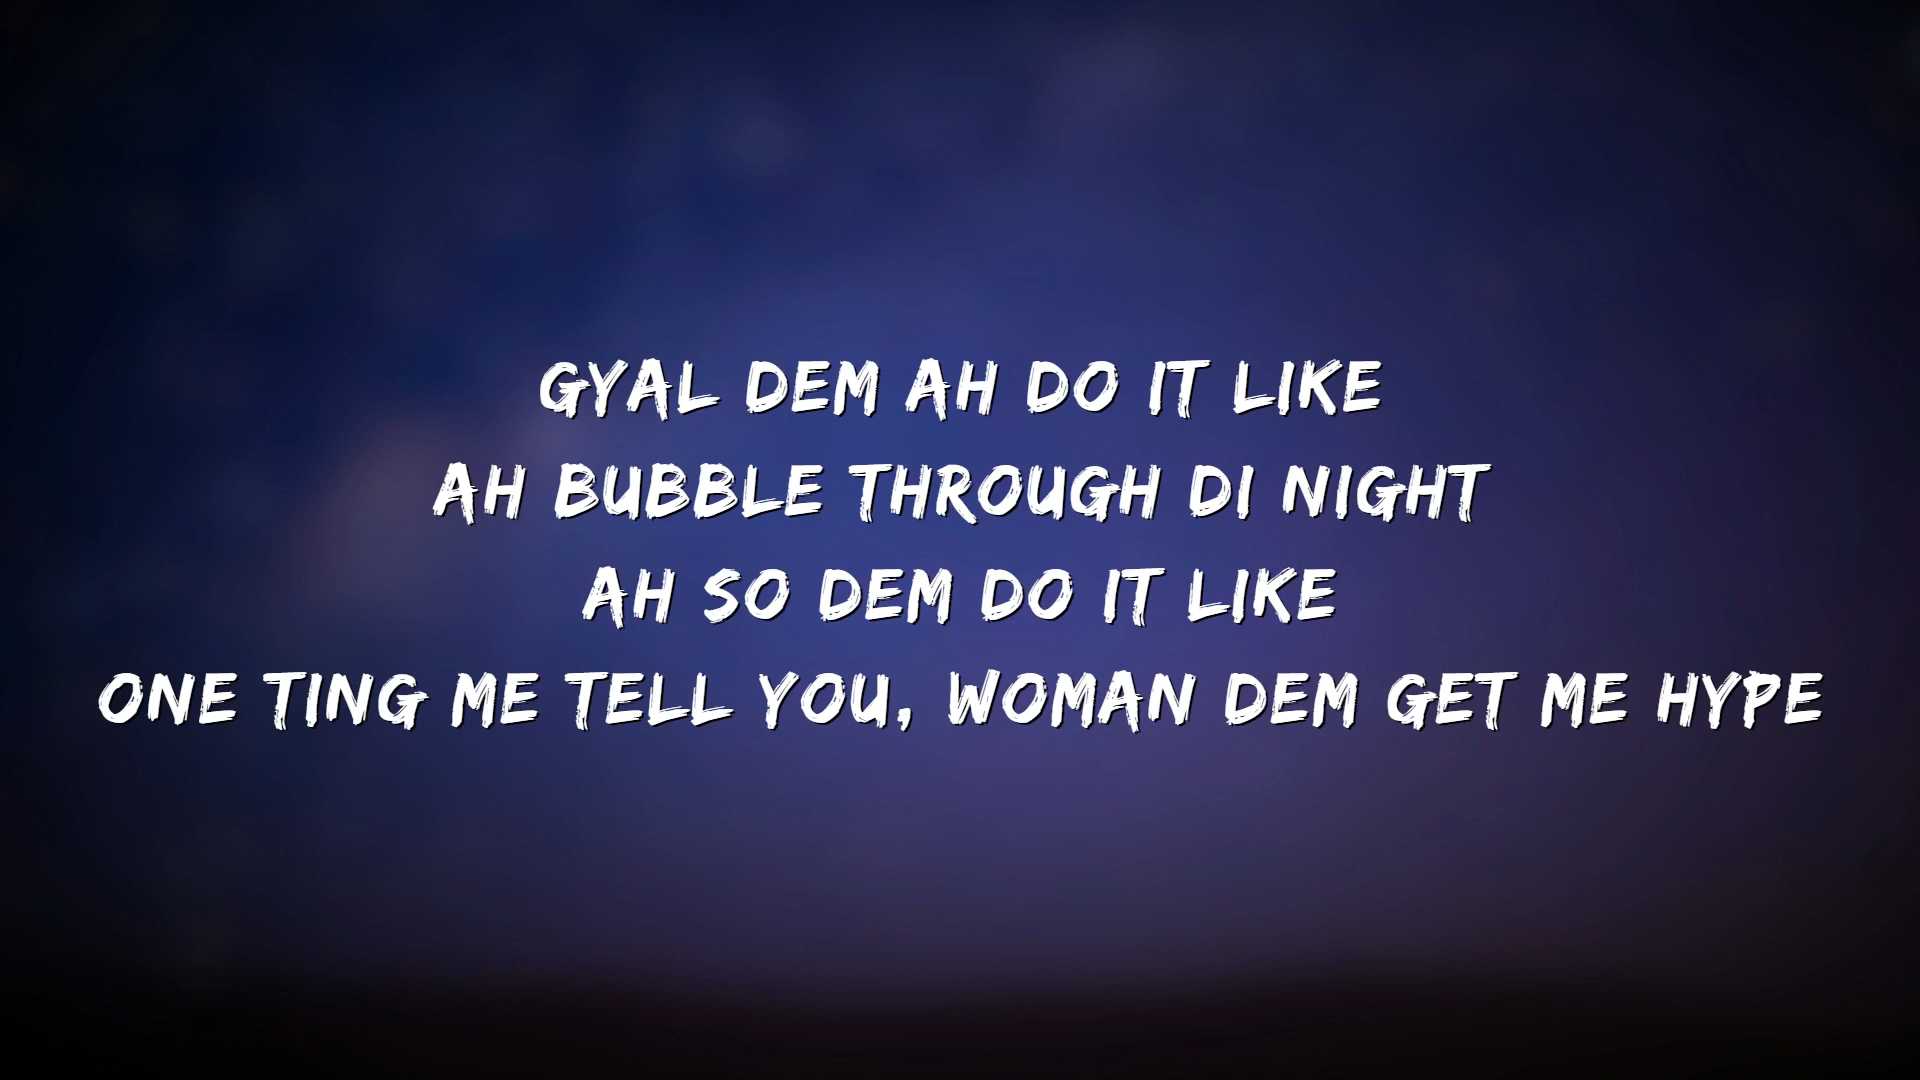 GYAL DEM AH DO IT LIKE
AH BUBBLE THROUGH DI NIGHT
AH SO DEM DO IT LIKE
ONE TING ME TELL YOU, WOMAN DEM GET ME HYPE